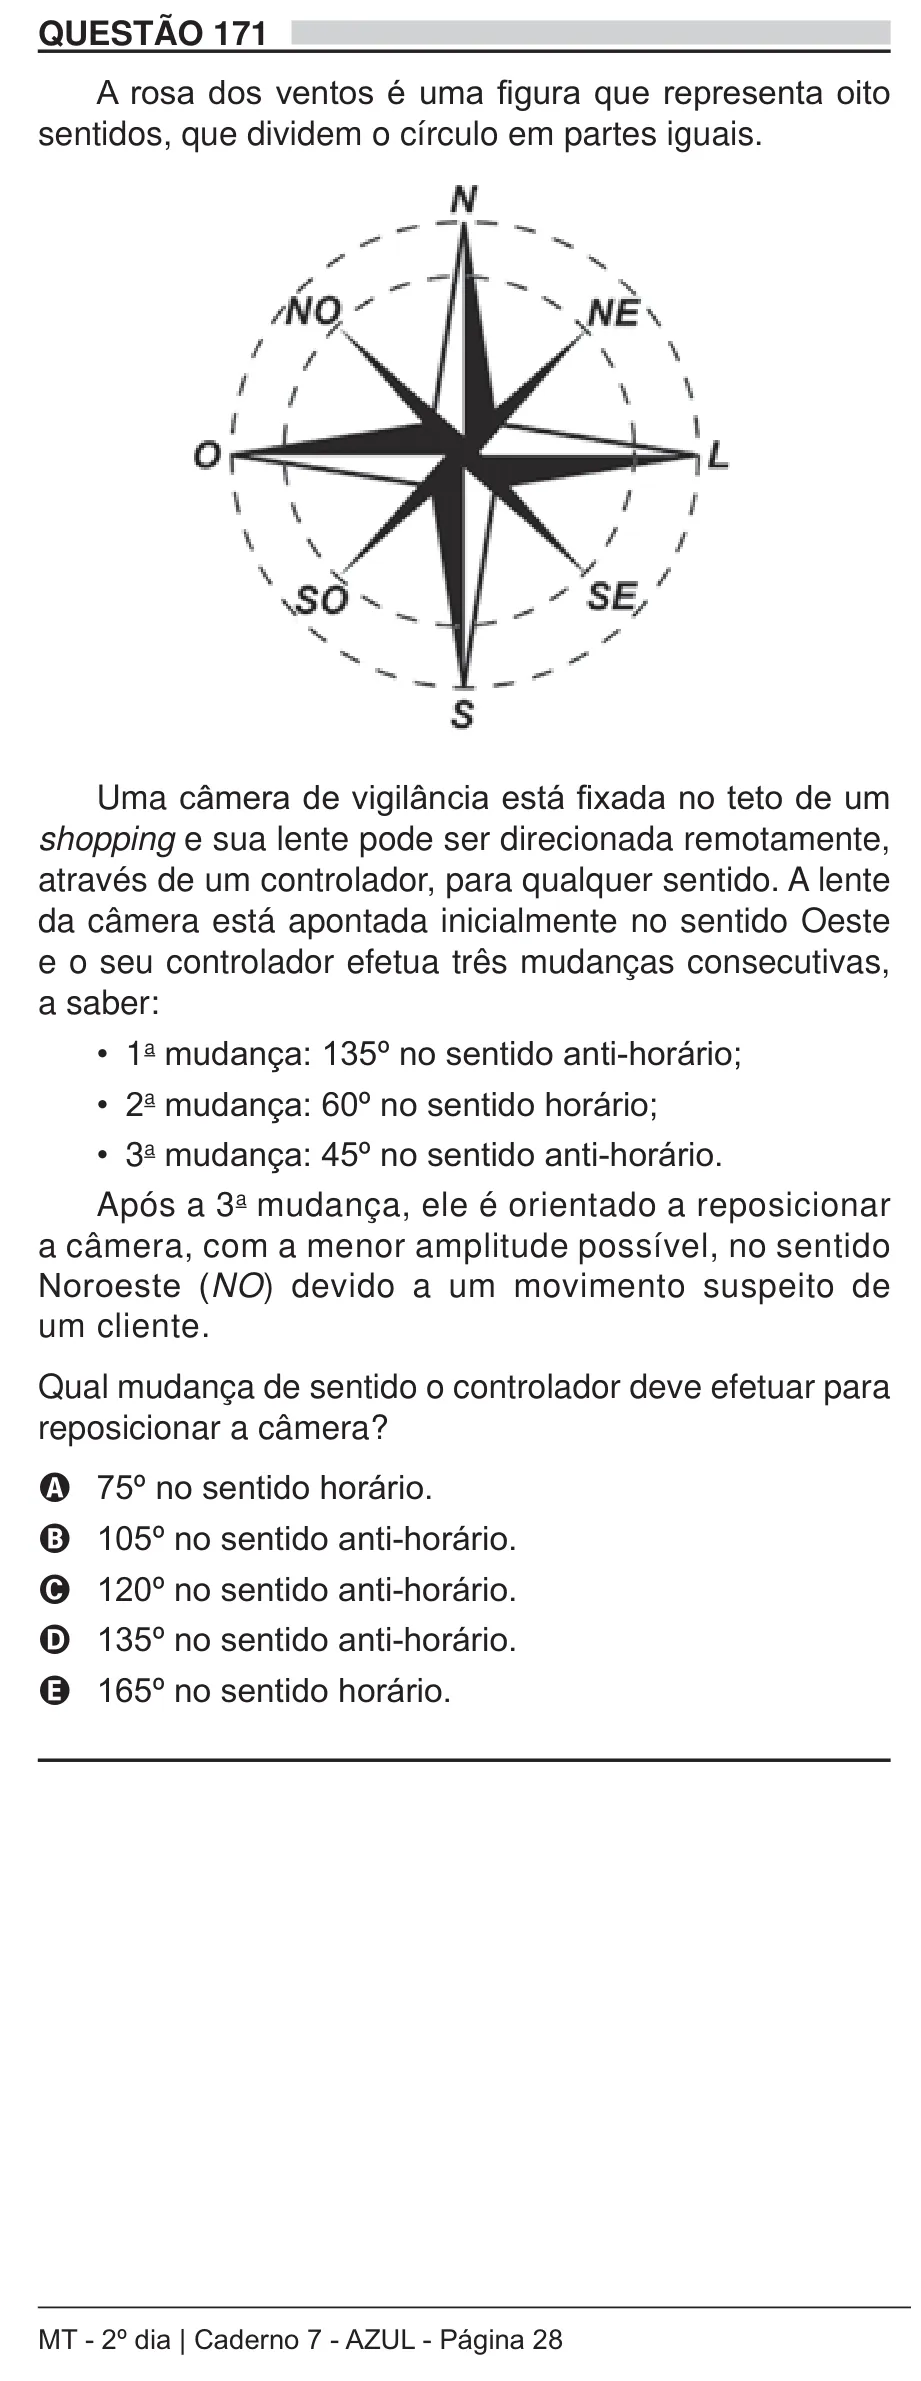 QUESTÃO 171
A rosa dos ventos é uma figura que representa oito
sentidos, que dividem o círculo em partes iguais.
N
NO
NE
O
L
SO
SE
S
Uma câmera de vigilância está fixada no teto de um
shopping e sua lente pode ser direcionada remotamente,
através de um controlador, para qualquer sentido. A lente
da câmera está apontada inicialmente no sentido Oeste
e o seu controlador efetua três mudanças consecutivas,
a saber:
• 1ª mudança: 135º no sentido anti-horário;
• 2ª mudança: 60º no sentido horário;
• 3ª mudança: 45º no sentido anti-horário.
Após a 3ª mudança, ele é orientado a reposicionar
a câmera, com a menor amplitude possível, no sentido
Noroeste (NO) devido a um movimento suspeito de
um cliente.
Qual mudança de sentido o controlador deve efetuar para
reposicionar a câmera?
A 75º no sentido horário.
B 105º no sentido anti-horário.
C 120º no sentido anti-horário.
D 135º no sentido anti-horário.
E 165º no sentido horário.
MT - 2º dia | Caderno 7 - AZUL - Página 28